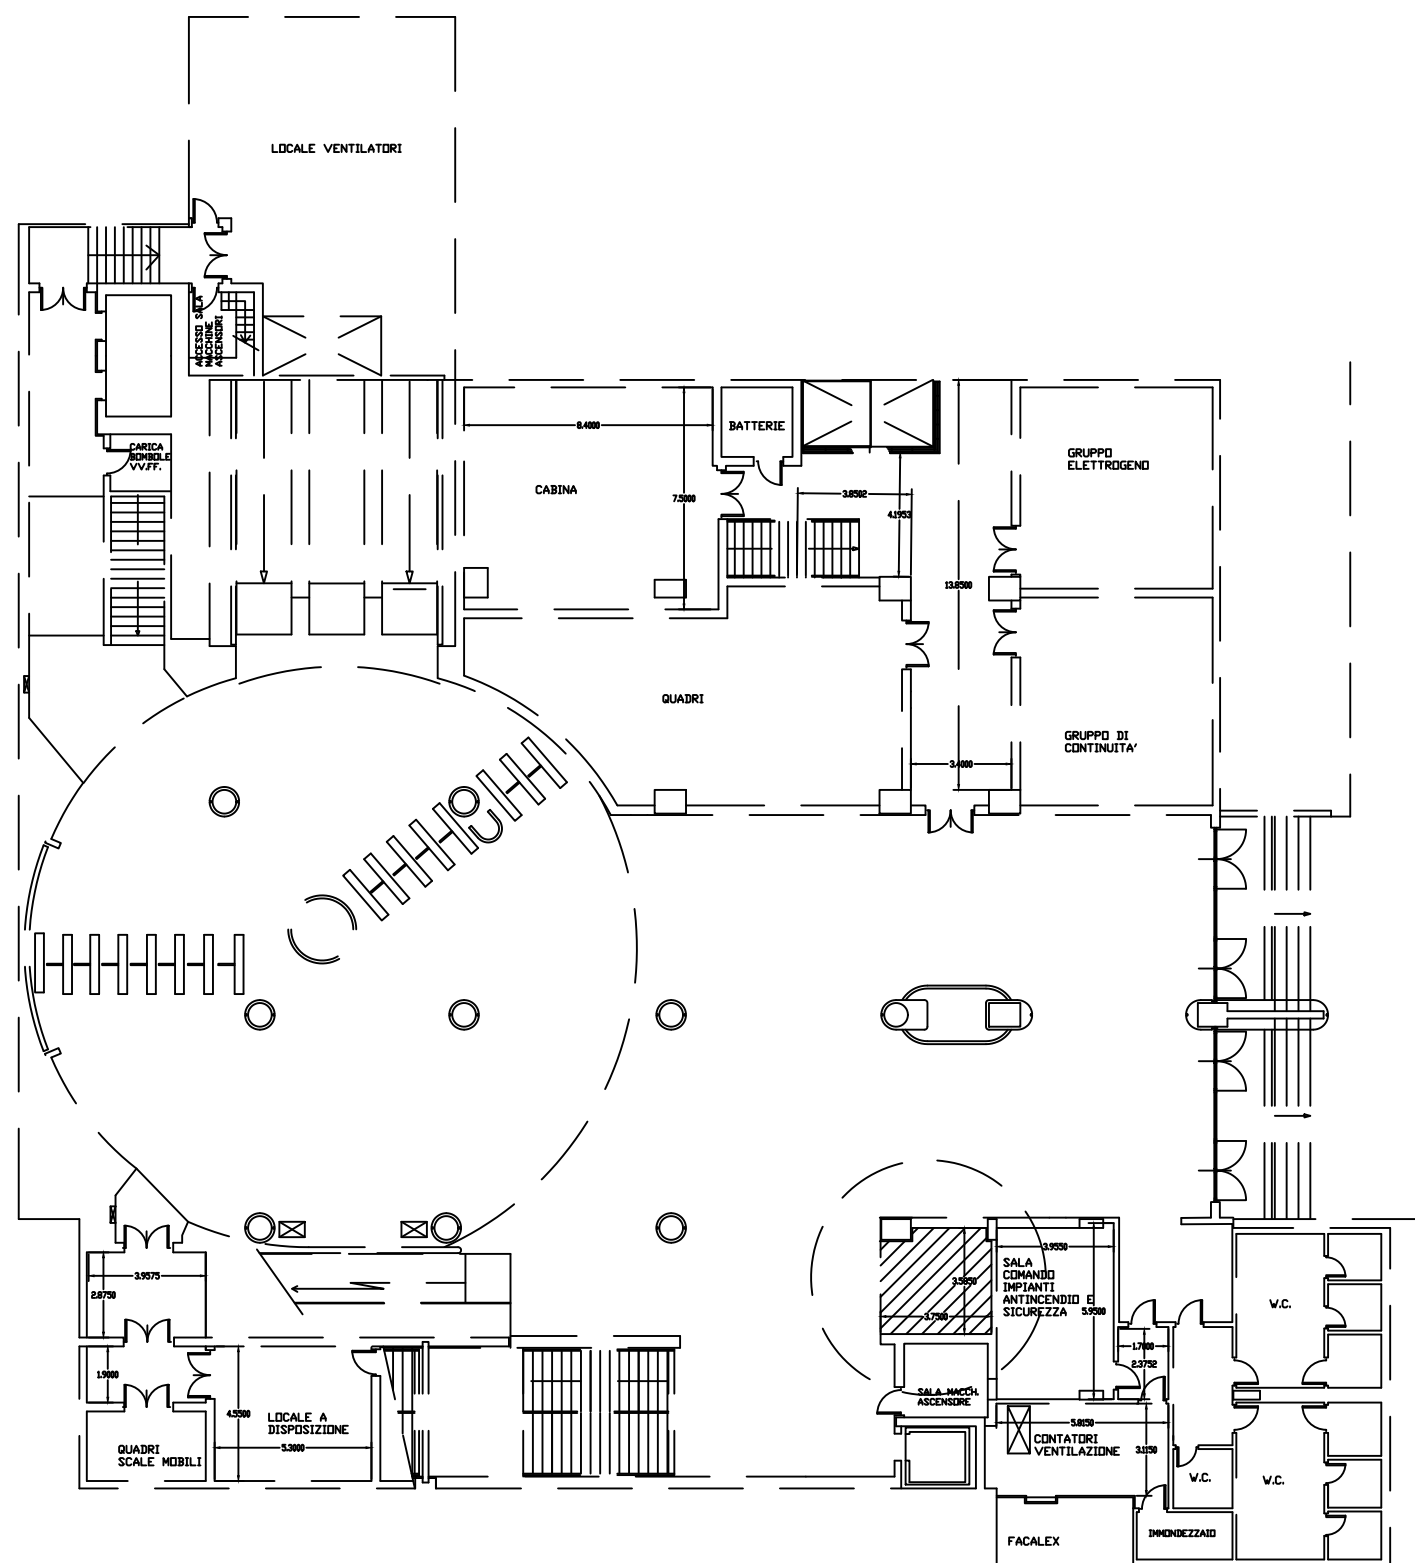 LOCALE VENTILATORI
ACCESSO SALA
MACCHINE
ASCENSORI
CARICA
BOMBOLE
VV.FF.
8.4000
BATTERIE
CABINA
7.5000
3.8502
4.1953
GRUPPO
ELETTROGENO
13.8500
QUADRI
GRUPPO DI
CONTINUITA'
3.4000
3.9575
2.8750
1.9000
4.5500
LOCALE A
DISPOSIZIONE
5.3000
QUADRI
SCALE MOBILI
3.9550
3.5850
3.7500
SALA
COMANDO
IMPIANTI
ANTINCENDIO E
SICUREZZA
5.9500
2.3752
SALA MACCH.
ASCENSORE
5.8150
CONTATORI
VENTILAZIONE
3.1150
W.C.
W.C.
W.C.
FACALEX
IMMONDEZZAIO